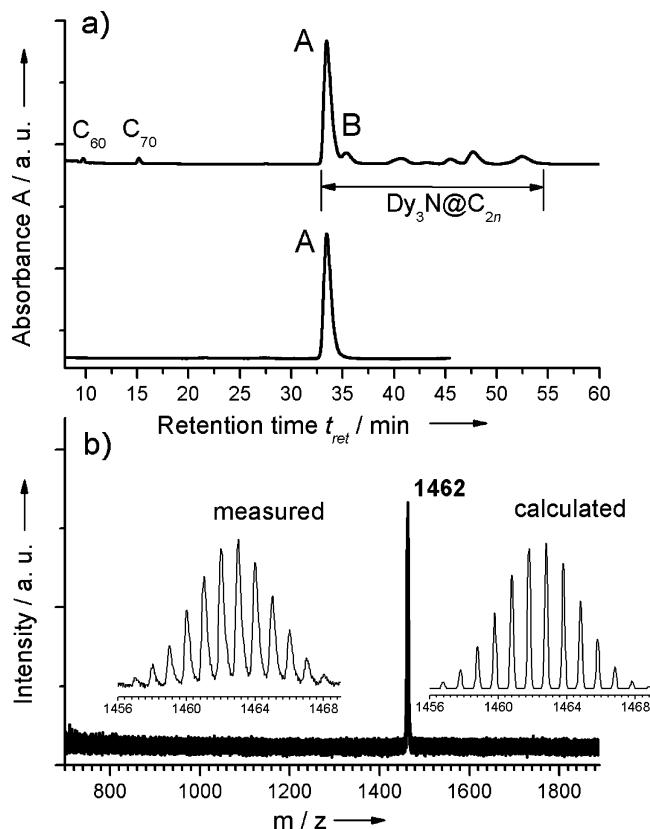 a)
A
C60
C70
B
Dy3N@C2n
A
Absorbance A / a. u.
10 15 20 25 30 35 40 45 50 55 60
Retention time tret / min
b)
1462
measured
calculated
1456 1460 1464 1468
1456 1460 1464 1468
Intensity / a. u.
800 1000 1200 1400 1600 1800
m / z